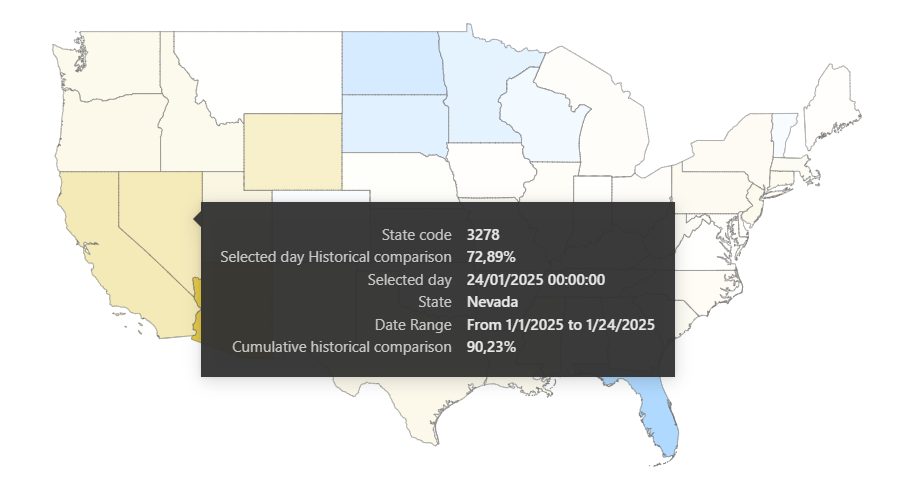 State code 3278
Selected day Historical comparison 72,89%
Selected day 24/01/2025 00:00:00
State Nevada
Date Range From 1/1/2025 to 1/24/2025
Cumulative historical comparison 90,23%